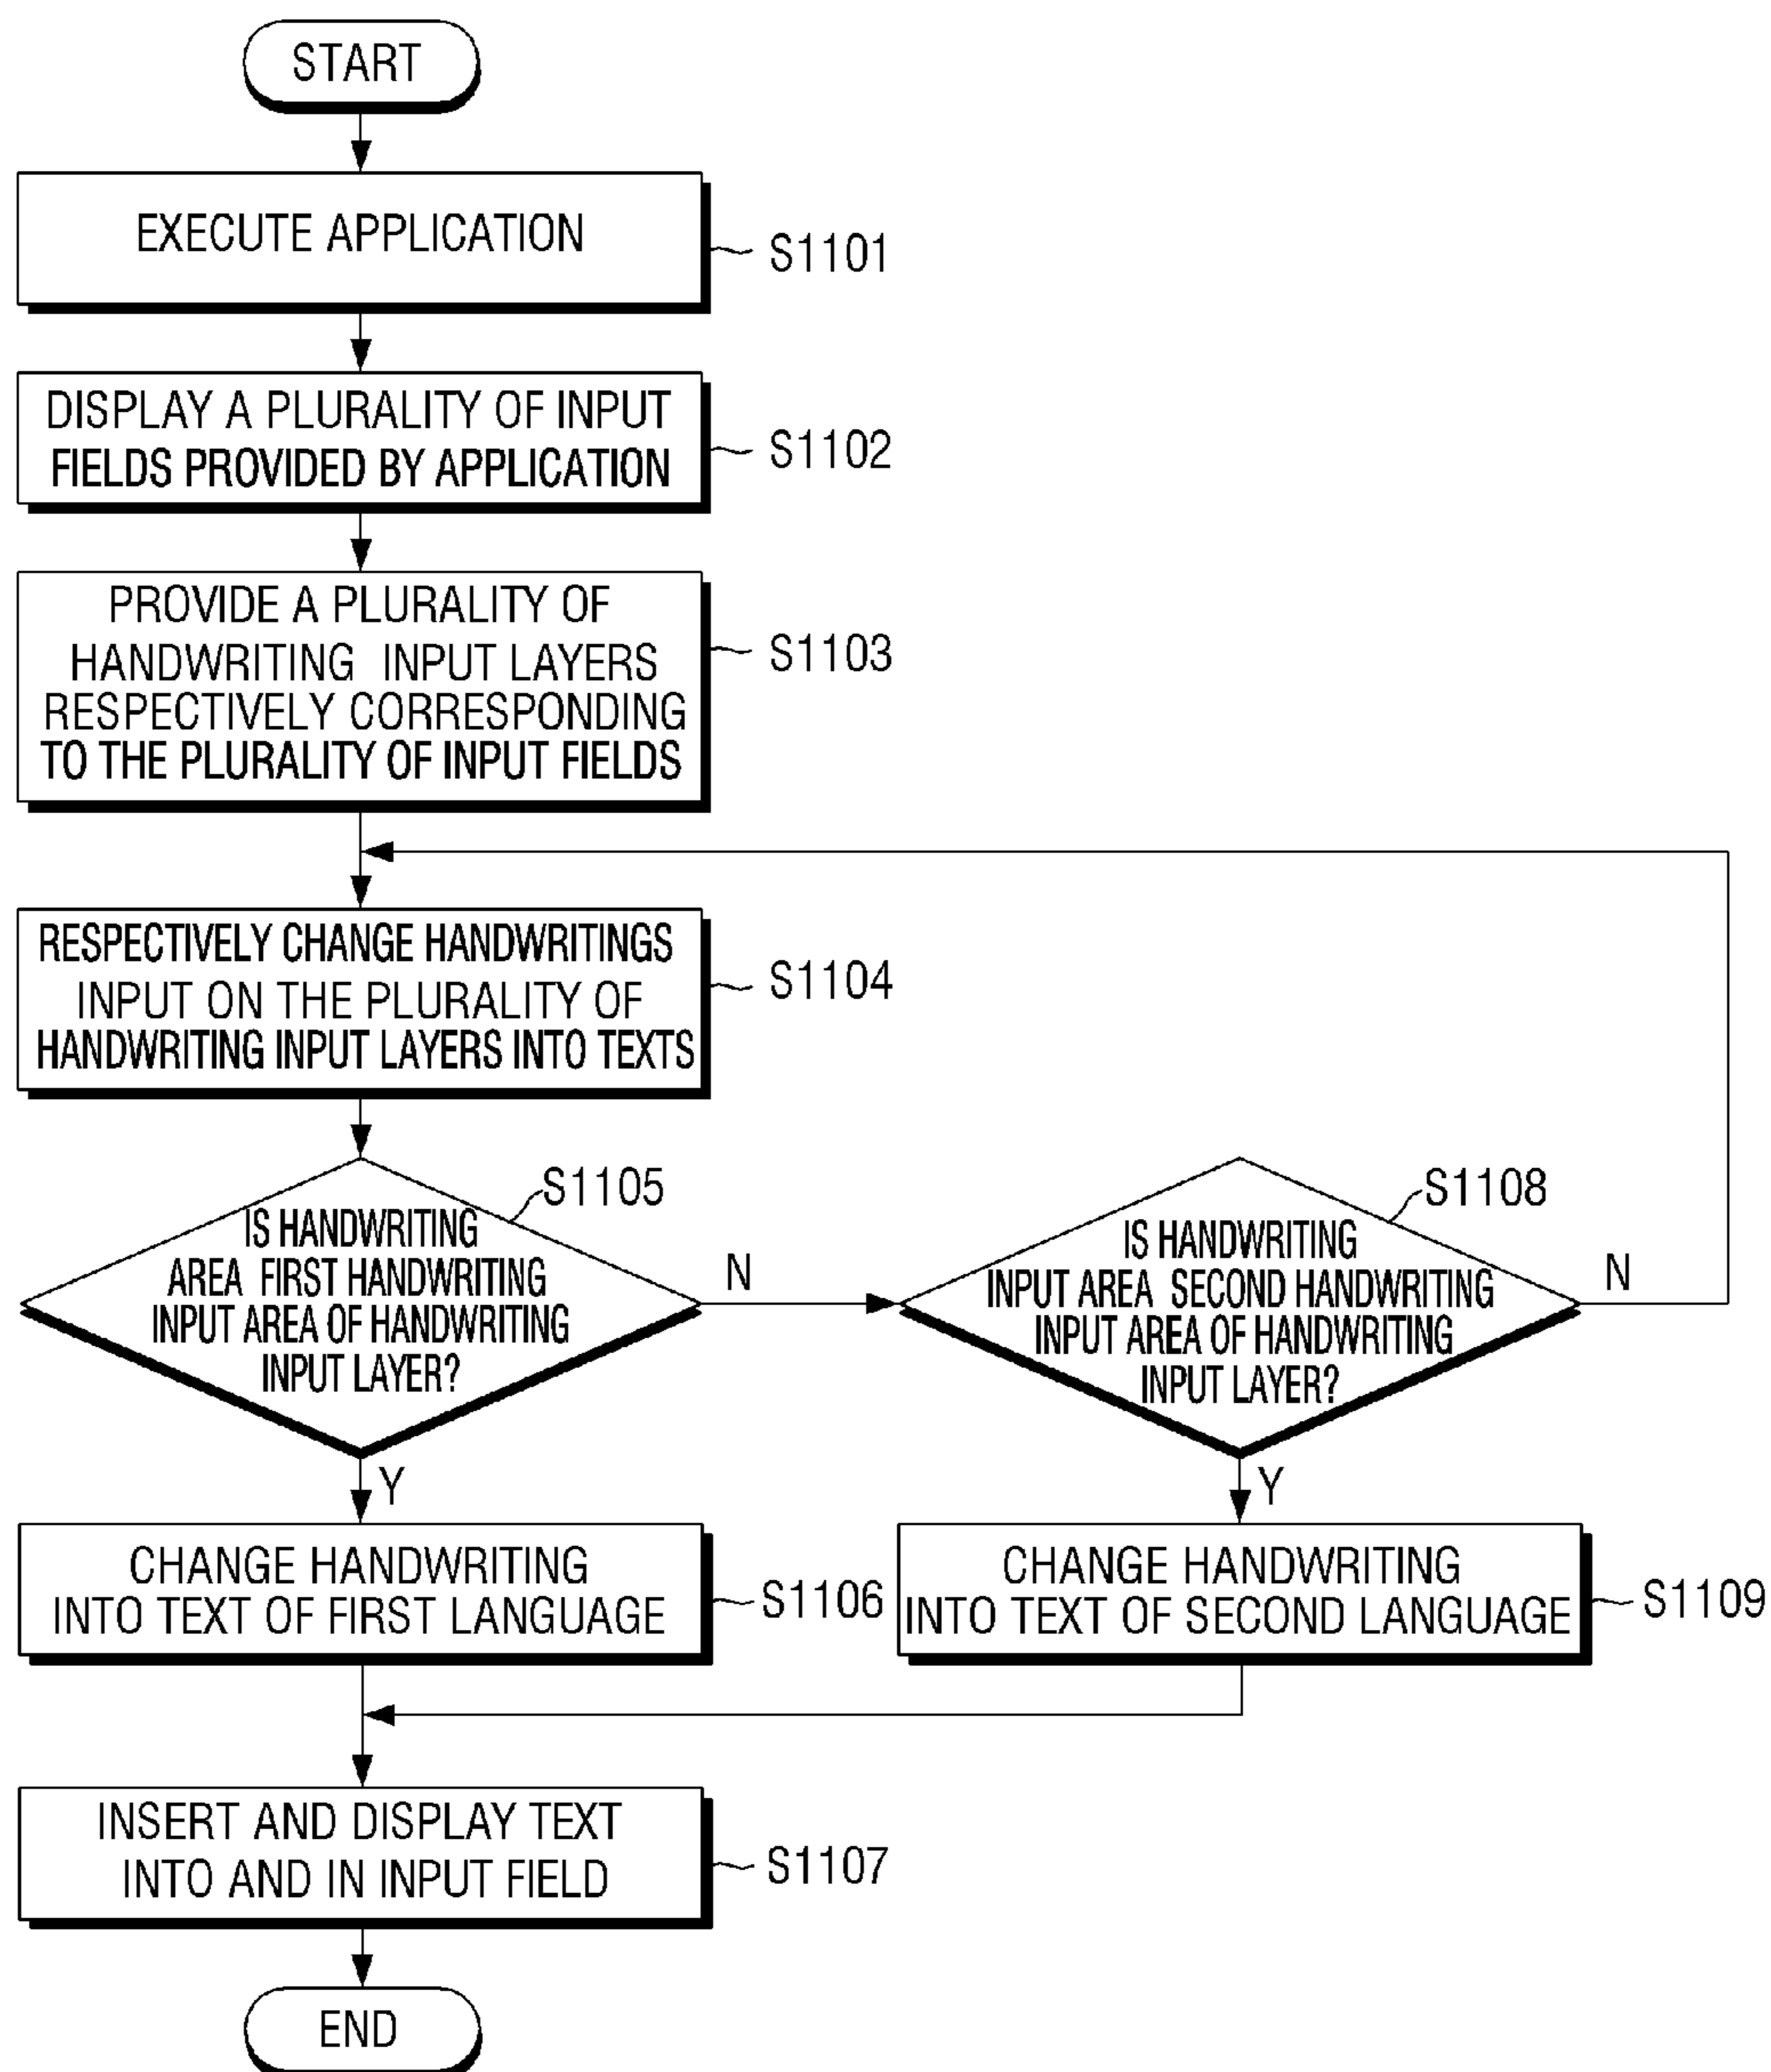 START
EXECUTE APPLICATION
S1101
DISPLAY A PLURALITY OF INPUT
FIELDS PROVIDED BY APPLICATION
S1102
PROVIDE A PLURALITY OF
HANDWRITING INPUT LAYERS
RESPECTIVELY CORRESPONDING
TO THE PLURALITY OF INPUT FIELDS
S1103
RESPECTIVELY CHANGE HANDWRITINGS
INPUT ON THE PLURALITY OF
HANDWRITING INPUT LAYERS INTO TEXTS
S1104
S1105
IS HANDWRITING
AREA FIRST HANDWRITING
INPUT AREA OF HANDWRITING
INPUT LAYER?
N
Y
S1108
IS HANDWRITING
INPUT AREA SECOND HANDWRITING
INPUT AREA OF HANDWRITING
INPUT LAYER?
N
Y
CHANGE HANDWRITING
INTO TEXT OF FIRST LANGUAGE
S1106
CHANGE HANDWRITING
INTO TEXT OF SECOND LANGUAGE
S1109
INSERT AND DISPLAY TEXT
INTO AND IN INPUT FIELD
S1107
END